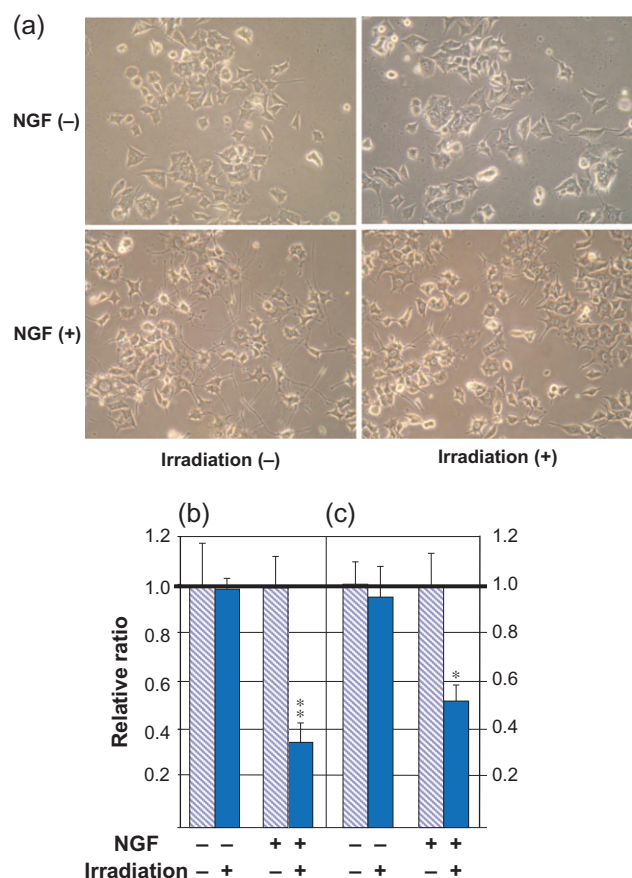 (a)
NGF (–)
NGF (+)
Irradiation (–)
Irradiation (+)
(b)
(c)
1.2
1.0
0.8
0.6
0.4
0.2
Relative ratio
**
*
1.2
1.0
0.8
0.6
0.4
0.2
NGF – – + + – – + +
Irradiation – + – + – + – +